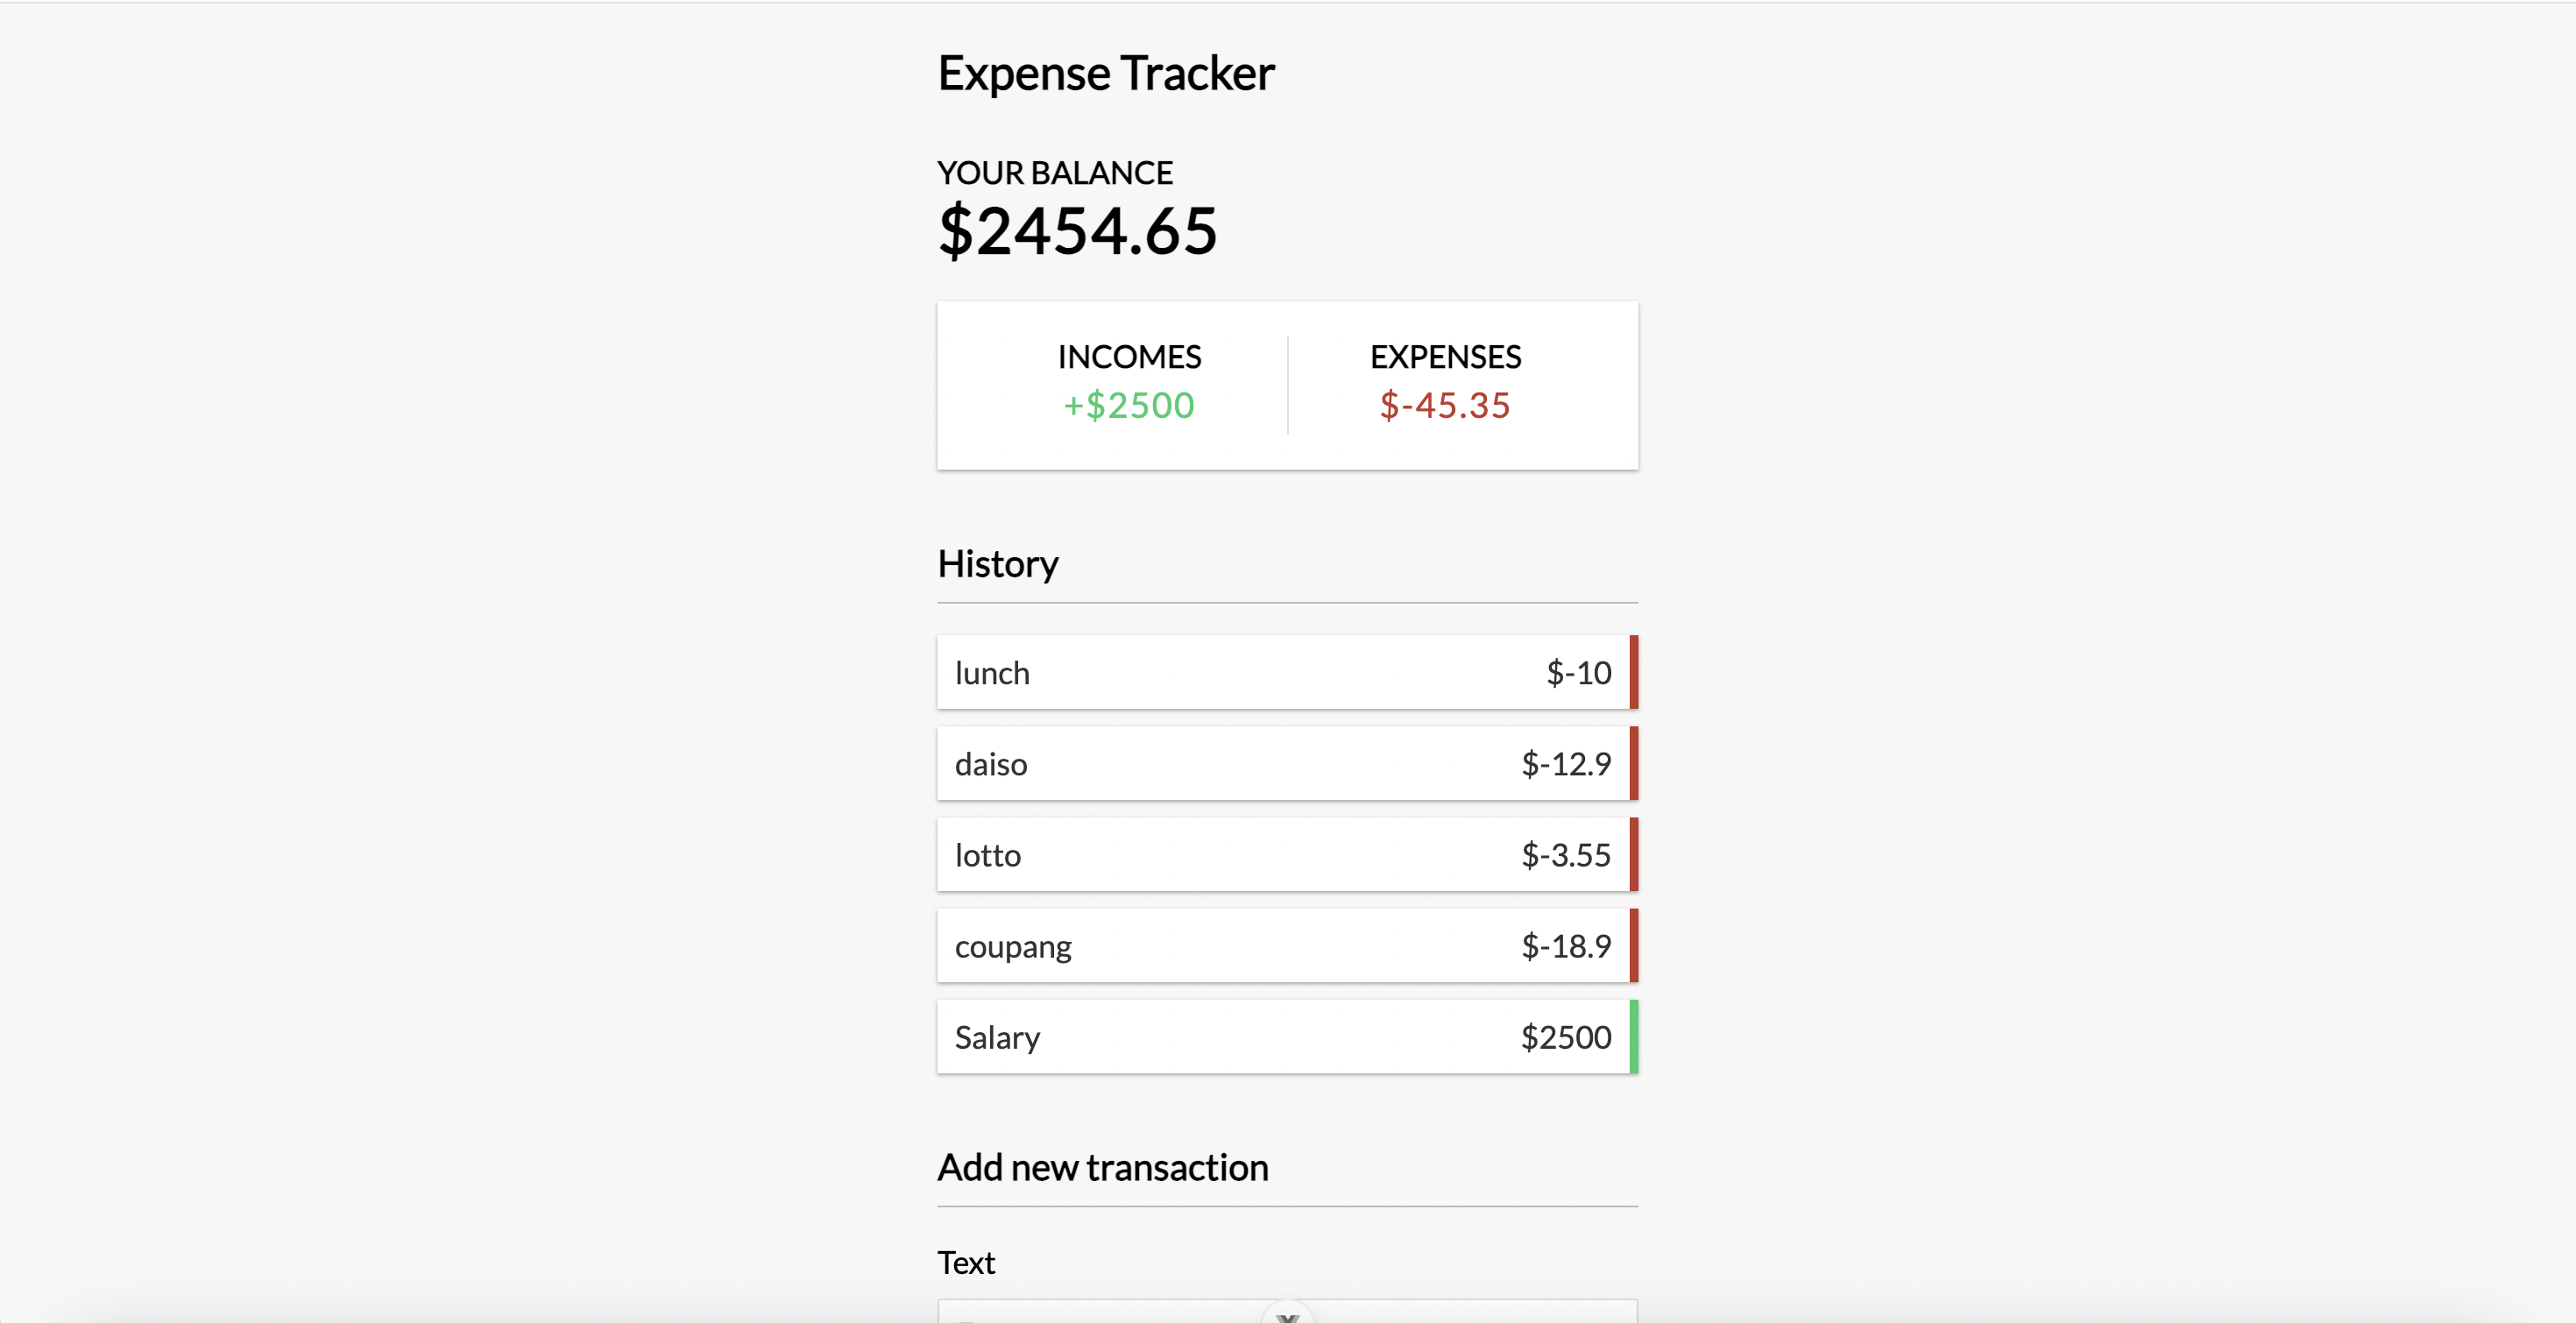 Expense Tracker
YOUR BALANCE
$2454.65
INCOMES
EXPENSES
+$2500
$-45.35
History
lunch $-10
daiso $-12.9
lotto $-3.55
coupang $-18.9
Salary $2500
Add new transaction
Text